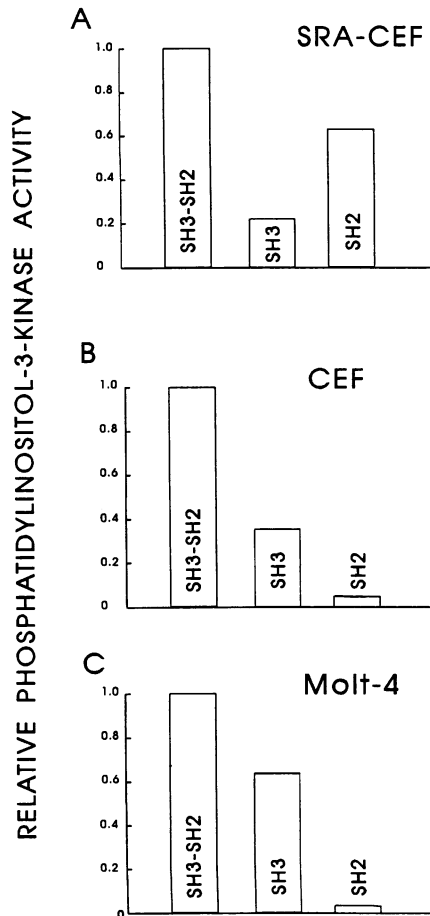 RELATIVE PHOSPHATIDYLINOSITOL-3-KINASE ACTIVITY
A
SRA-CEF
1.0
0.8
0.6
0.4
0.2
0
SH3-SH2
SH3
SH2
B
CEF
1.0
0.8
0.6
0.4
0.2
0
SH3-SH2
SH3
SH2
C
Molt-4
1.0
0.8
0.6
0.4
0.2
0
SH3-SH2
SH3
SH2